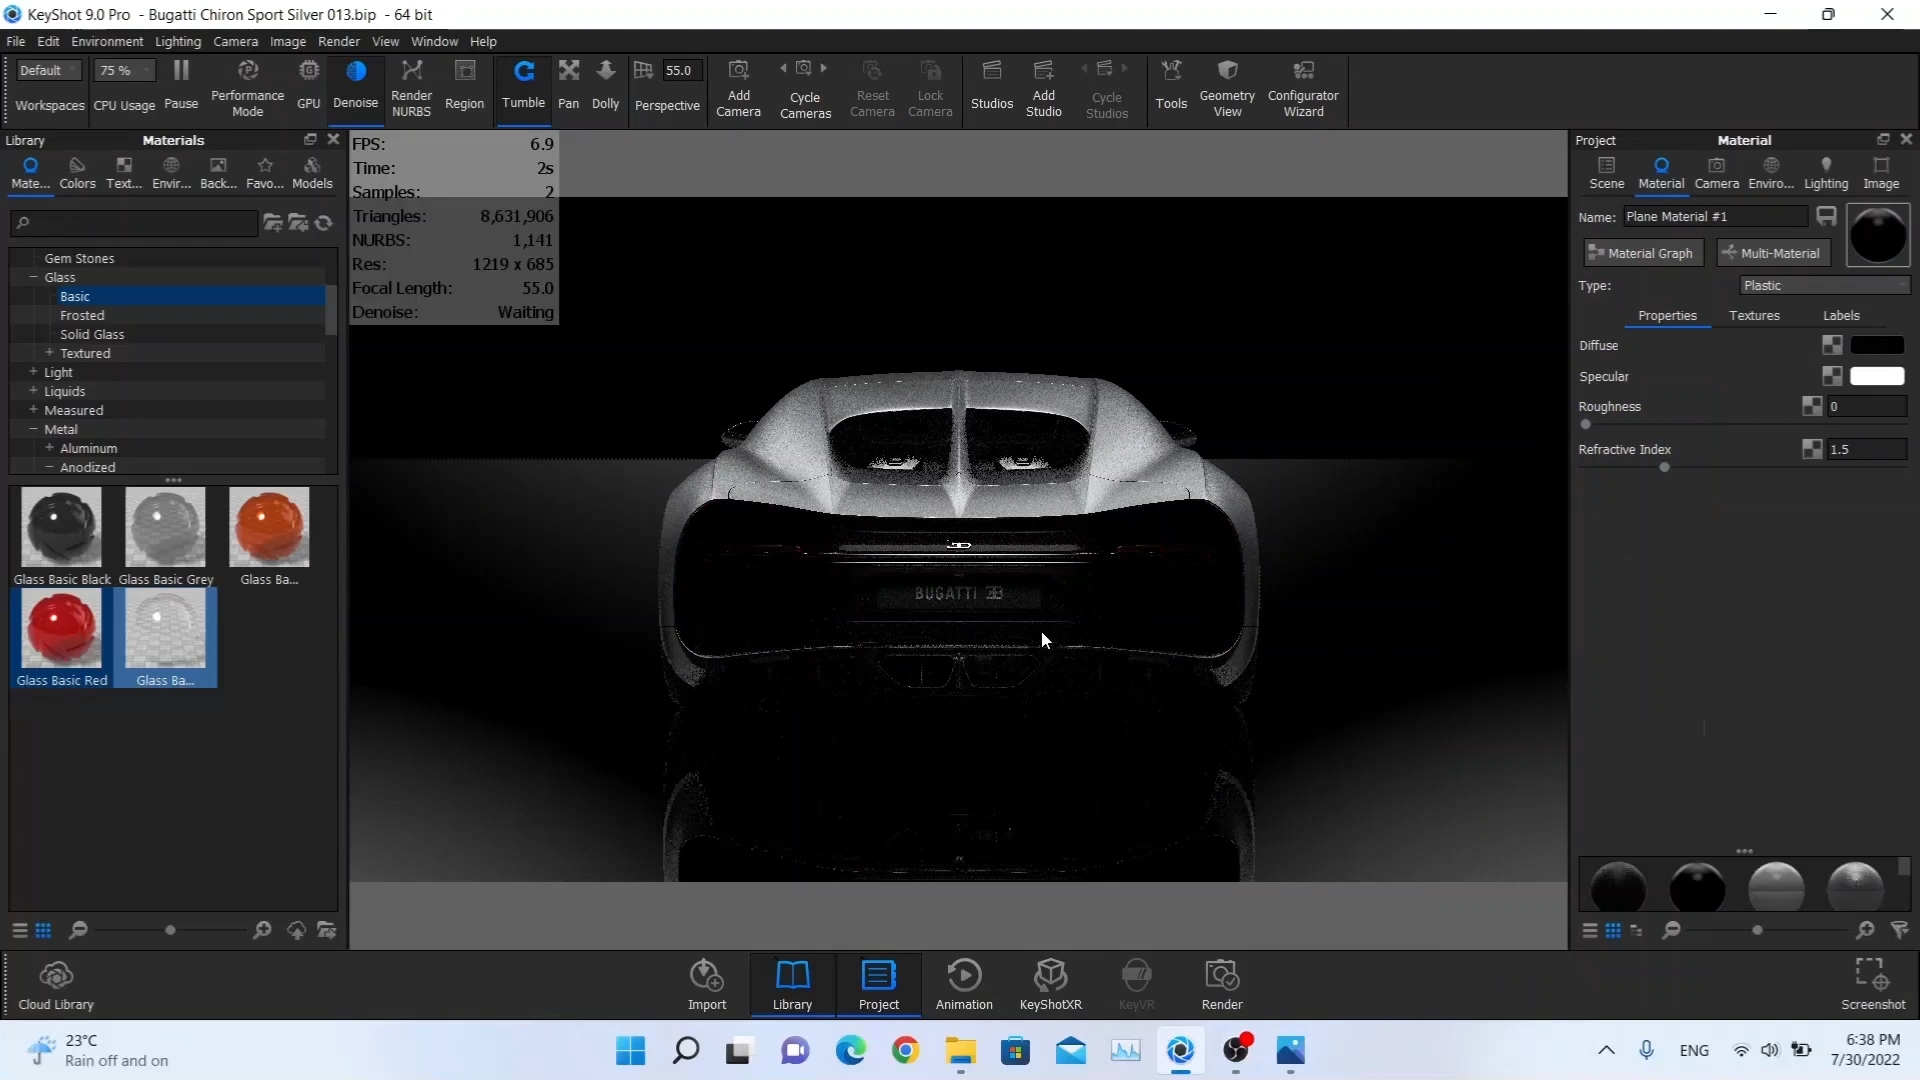 KeyShot 9.0 Pro - Bugatti Chiron Sport Silver 013.bip - 64 bit
File Edit Environment Lighting Camera Image Render View Window Help
Default 75 % 55.0
Workspaces CPU Usage Pause Performance Mode GPU Denoise Render NURBS Region Tumble Pan Dolly Perspective Add Camera Cycle Cameras Reset Camera Lock Camera Studios Add Studio Cycle Studios Tools Geometry View Configurator Wizard
Library Materials
Mate... Colors Text... Envir... Back... Favo... Models
Gem Stones
Glass
Basic
Frosted
Solid Glass
Textured
Light
Liquids
Measured
Metal
Aluminum
Anodized
Glass Basic Black Glass Basic Grey Glass Ba...
Glass Basic Red Glass Ba...
FPS: 6.9
Time: 2s
Samples: 2
Triangles: 8,631,906
NURBS: 1,141
Res: 1219 x 685
Focal Length: 55.0
Denoise: Waiting
BUGATTI
Project Material
Scene Material Camera Enviro... Lighting Image
Name: Plane Material #1
Material Graph Multi-Material
Type: Plastic
Properties Textures Labels
Diffuse
Specular
Roughness 0
Refractive Index 1.5
Cloud Library Import Library Project Animation KeyShotXR KeyVR Render Screenshot
23°C
Rain off and on
ENG
6:38 PM
7/30/2022